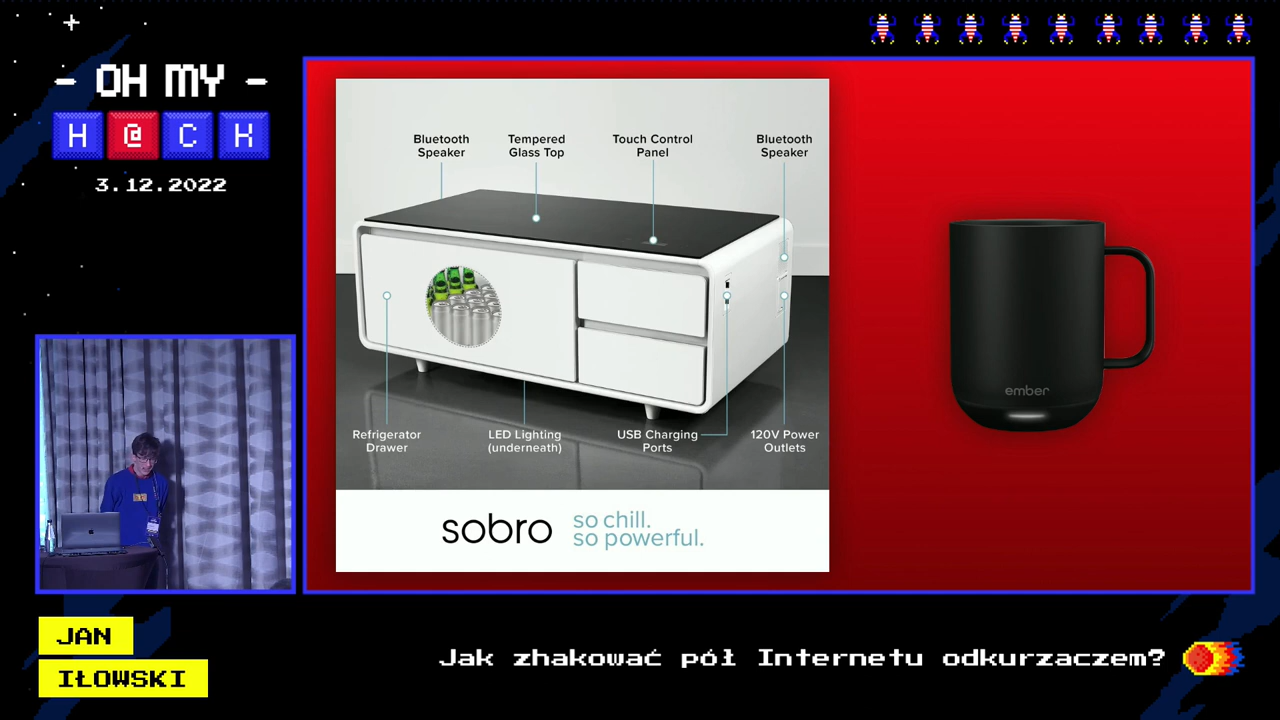 - OH MY -
H@CK
3.12.2022
Bluetooth
Speaker
Tempered
Glass Top
Touch Control
Panel
Bluetooth
Speaker
Refrigerator
Drawer
LED Lighting
(underneath)
USB Charging
Ports
120V Power
Outlets
sobro
so chill.
so powerful.
ember
JAN
IŁOWSKI
Jak zhakować pół Internetu odkurzaczem?